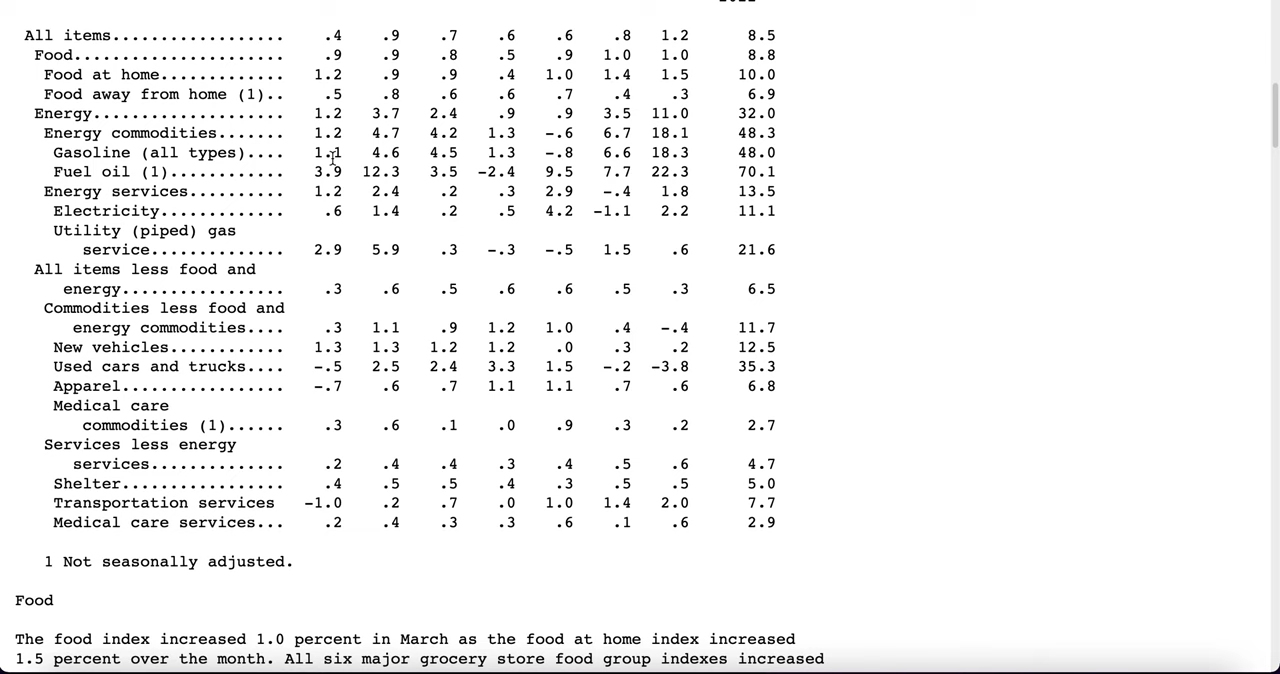 All items.................. .4 .9 .7 .6 .6 .8 1.2 8.5
Food...................... .9 .9 .8 .5 .9 1.0 1.0 8.8
Food at home............. 1.2 .9 .9 .4 1.0 1.4 1.5 10.0
Food away from home (1).. .5 .8 .6 .6 .7 .4 .3 6.9
Energy.................... 1.2 3.7 2.4 .9 .9 3.5 11.0 32.0
Energy commodities....... 1.2 4.7 4.2 1.3 -.6 6.7 18.1 48.3
Gasoline (all types).... 1.1 4.6 4.5 1.3 -.8 6.6 18.3 48.0
Fuel oil (1)............ 3.9 12.3 3.5 -2.4 9.5 7.7 22.3 70.1
Energy services.......... 1.2 2.4 .2 .3 2.9 -.4 1.8 13.5
Electricity............. .6 1.4 .2 .5 4.2 -1.1 2.2 11.1
Utility (piped) gas
service.............. 2.9 5.9 .3 -.3 -.5 1.5 .6 21.6
All items less food and
energy................. .3 .6 .5 .6 .6 .5 .3 6.5
Commodities less food and
energy commodities.... .3 1.1 .9 1.2 1.0 .4 -.4 11.7
New vehicles............ 1.3 1.3 1.2 1.2 .0 .3 .2 12.5
Used cars and trucks.... -.5 2.5 2.4 3.3 1.5 -.2 -3.8 35.3
Apparel................. -.7 .6 .7 1.1 1.1 .7 .6 6.8
Medical care
commodities (1)...... .3 .6 .1 .0 .9 .3 .2 2.7
Services less energy
services.............. .2 .4 .4 .3 .4 .5 .6 4.7
Shelter................. .4 .5 .5 .4 .3 .5 .5 5.0
Transportation services -1.0 .2 .7 .0 1.0 1.4 2.0 7.7
Medical care services... .2 .4 .3 .3 .6 .1 .6 2.9
1 Not seasonally adjusted.
Food
The food index increased 1.0 percent in March as the food at home index increased
1.5 percent over the month. All six major grocery store food group indexes increased